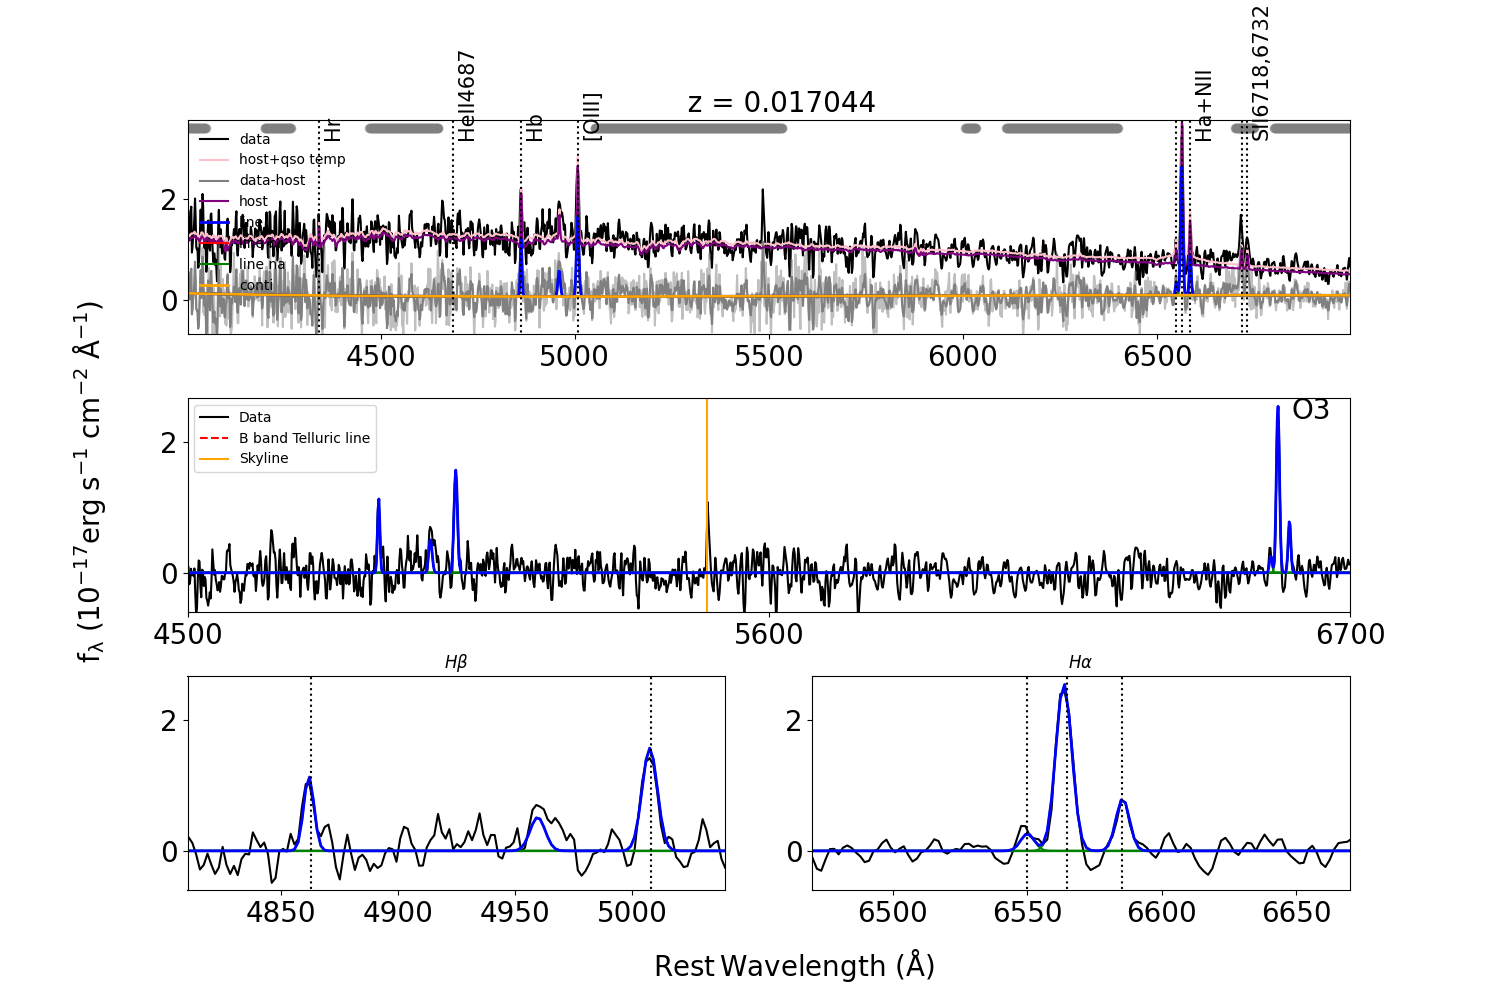 z = 0.017044
Hr
HeII4687
Hb
[OIII]
Ha+NII
SII6718,6732
data
host+qso temp
data-host
host
line
line na
conti
2
0
4500 5000 5500 6000 6500
fλ (10⁻¹⁷erg s⁻¹ cm⁻² Å⁻¹)
Data
B band Telluric line
Skyline
O3
2
0
4500 5600 6700
Hβ
2
0
4850 4900 4950 5000
Hα
2
0
6500 6550 6600 6650
Rest Wavelength (Å)